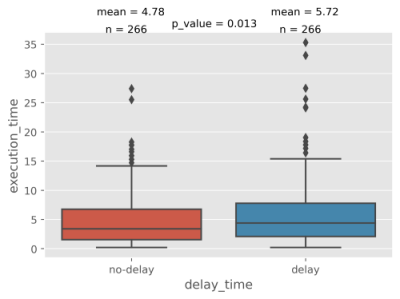 mean = 4.78
mean = 5.72
p_value = 0.013
n = 266
n = 266
35
30
25
20
15
10
5
0
execution_time
no-delay
delay
delay_time